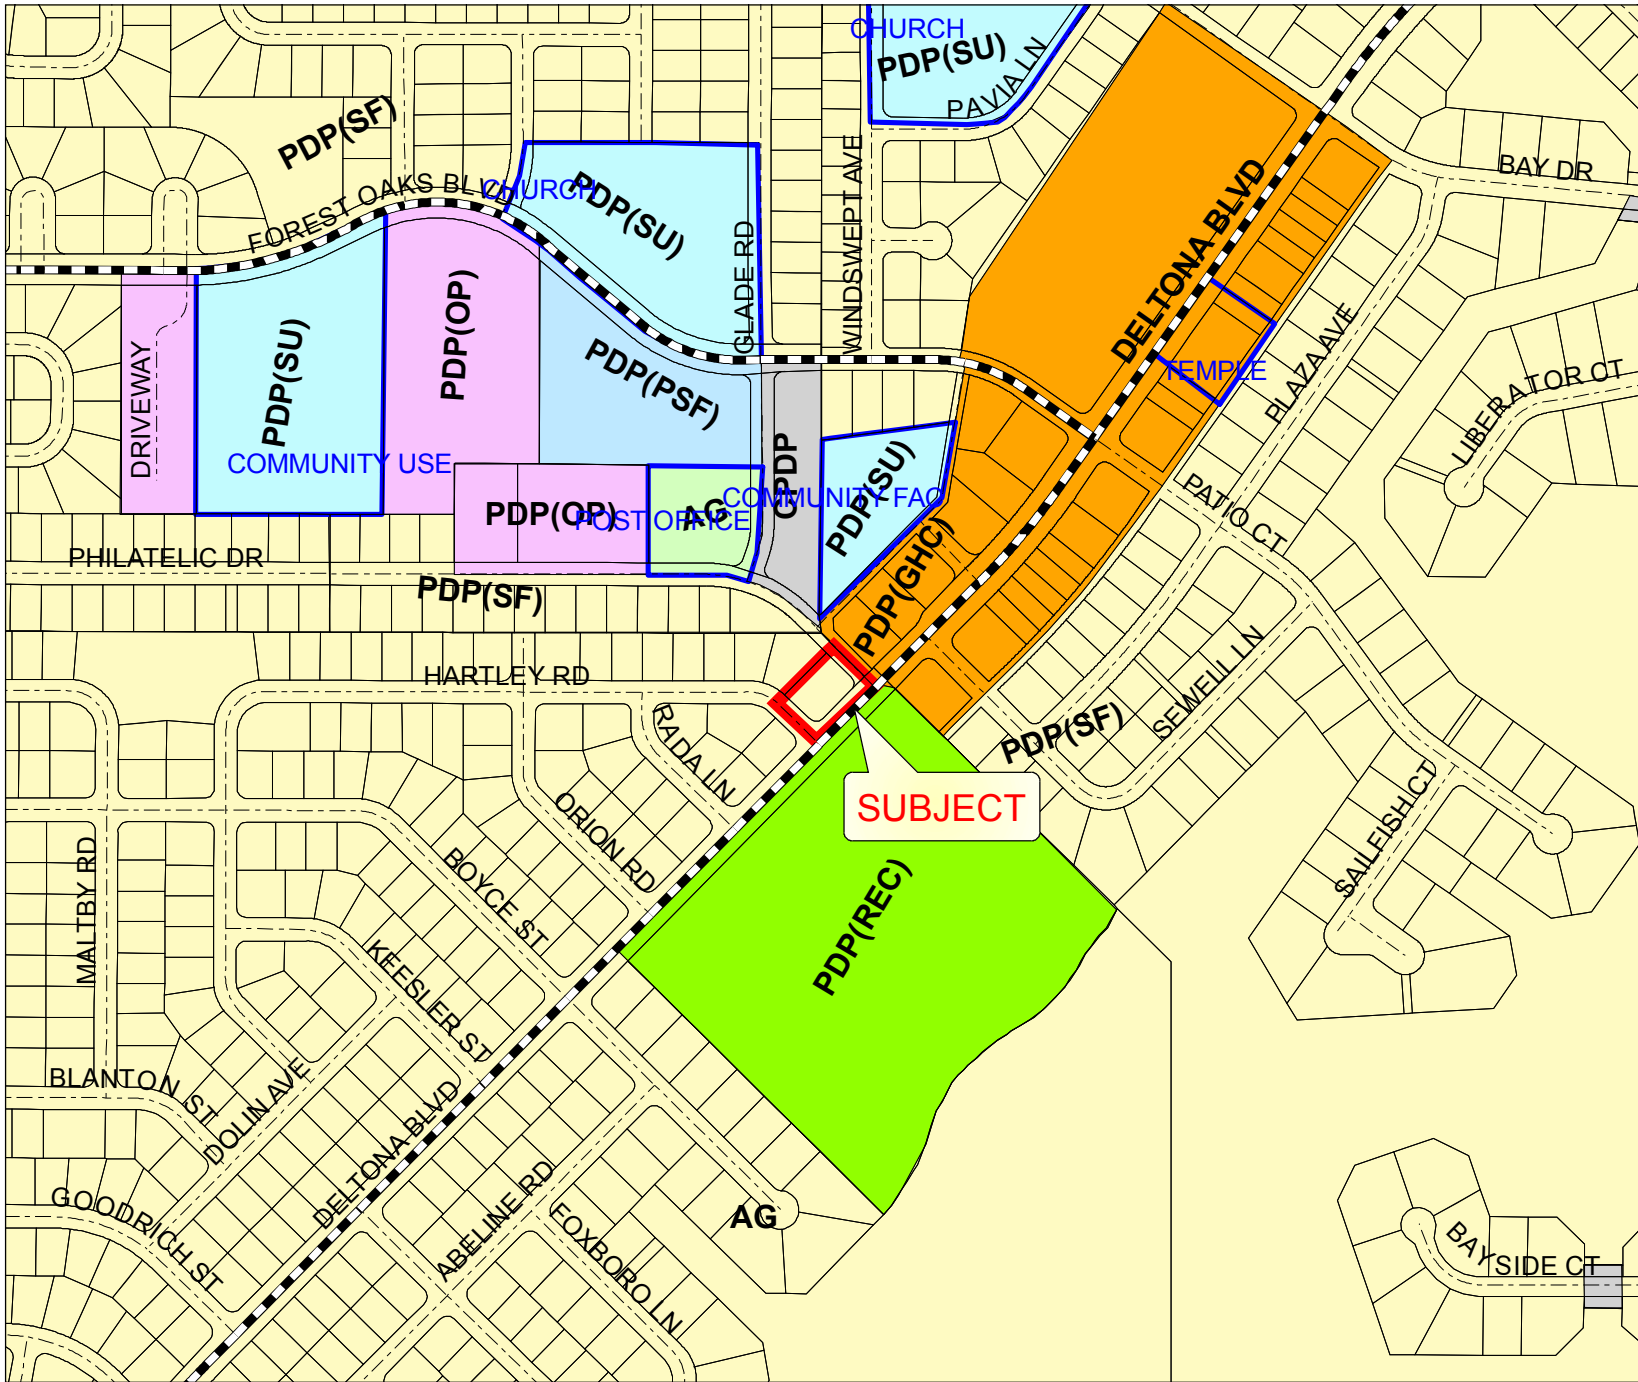 CHURCH
PDP(SU)
PAVIA LN
PDP(SF)
FOREST OAKS BLVD
CHURCH
PDP(SU)
GLADE RD
WINDSWEPT AVE
DELTONA BLVD
BAY DR
DRIVEWAY
PDP(SU)
COMMUNITY USE
PDP(OP)
PDP(PSF)
CPDP
TEMPLE
PLAZA AVE
LIBERATOR CT
PDP(OP)
POST OFFICE
AG
COMMUNITY FAC
PDP(SU)
PDP(GHC)
PATIO CT
PHILATELIC DR
PDP(SF)
HARTLEY RD
RADA LN
SEWELL LN
PDP(SF)
SUBJECT
ORION RD
SAILFISH CT
MALTBY RD
BOYCE ST
PDP(REC)
KEESLER ST
BLANTON ST
DOLIN AVE
DELTONA BLVD
GOODRICH ST
ABELINE RD
FOXBORO LN
AG
BAYSIDE CT